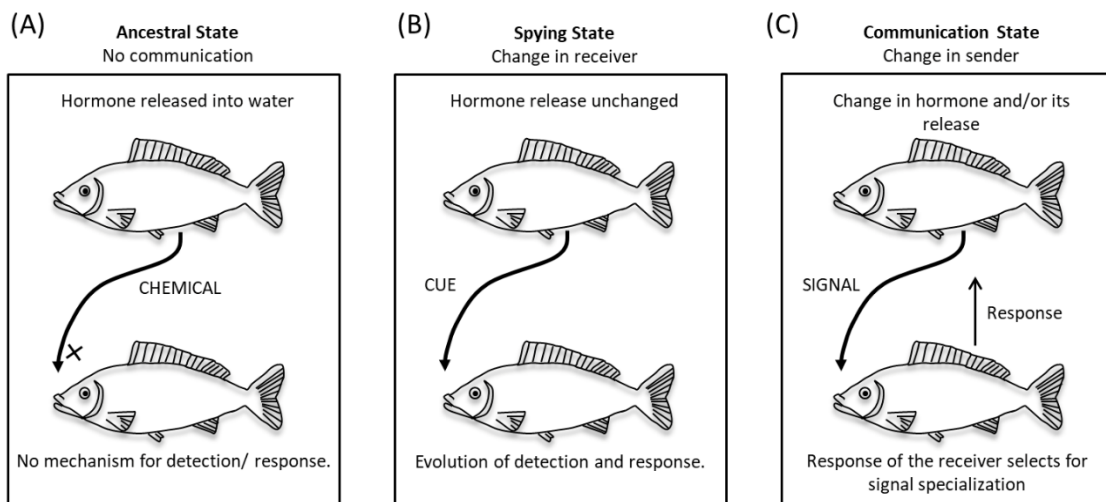 (A)
Ancestral State
No communication
Hormone released into water
CHEMICAL
No mechanism for detection/ response.
(B)
Spying State
Change in receiver
Hormone release unchanged
CUE
Evolution of detection and response.
(C)
Communication State
Change in sender
Change in hormone and/or its
release
SIGNAL
Response
Response of the receiver selects for
signal specialization